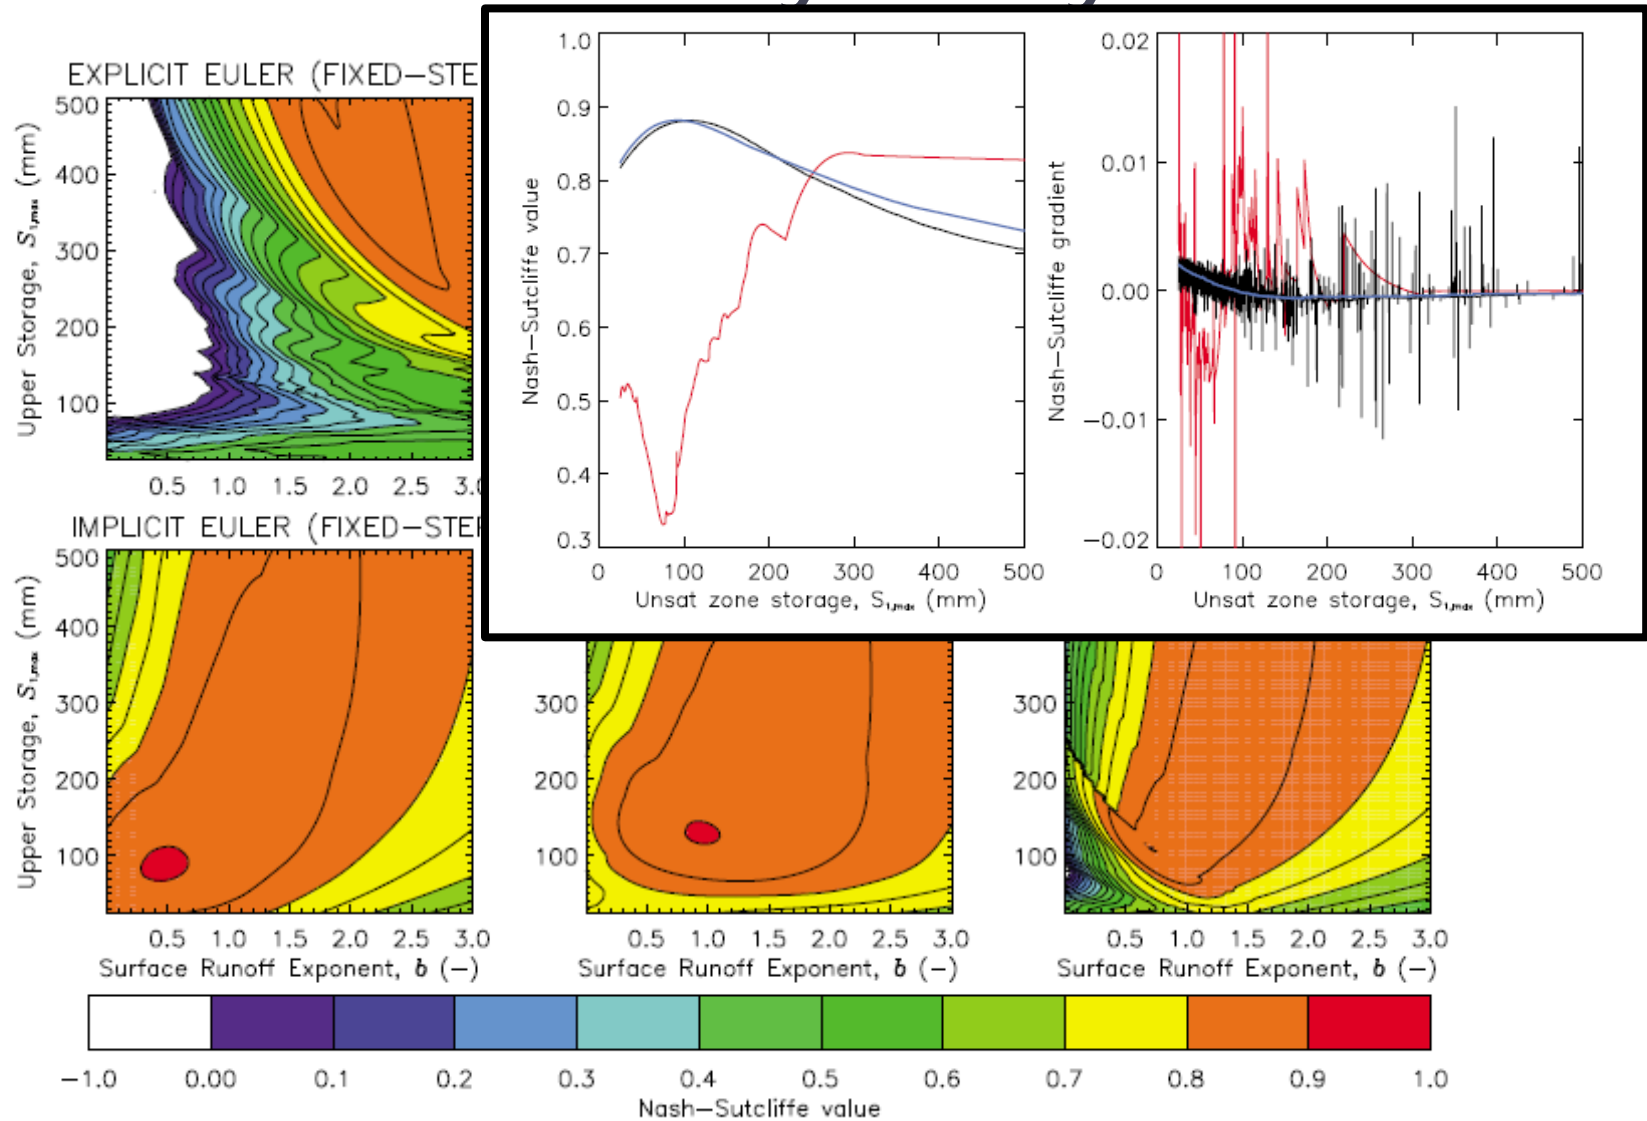 EXPLICIT EULER (FIXED-STE
Upper Storage, S1,max (mm)
500
400
300
200
100
0.5 1.0 1.5 2.0 2.5 3.0
Nash-Sutcliffe value
1.0
0.9
0.8
0.7
0.6
0.5
0.4
0.3
0 100 200 300 400 500
Unsat zone storage, S1,max (mm)
Nash-Sutcliffe gradient
0.02
0.01
0.00
-0.01
-0.02
0 100 200 300 400 500
Unsat zone storage, S1,max (mm)
IMPLICIT EULER (FIXED-STE
Upper Storage, S1,max (mm)
500
400
300
200
100
0.5 1.0 1.5 2.0 2.5 3.0
Surface Runoff Exponent, b (-)
300
200
100
0.5 1.0 1.5 2.0 2.5 3.0
Surface Runoff Exponent, b (-)
300
200
100
0.5 1.0 1.5 2.0 2.5 3.0
Surface Runoff Exponent, b (-)
-1.0 0.00 0.1 0.2 0.3 0.4 0.5 0.6 0.7 0.8 0.9 1.0
Nash-Sutcliffe value